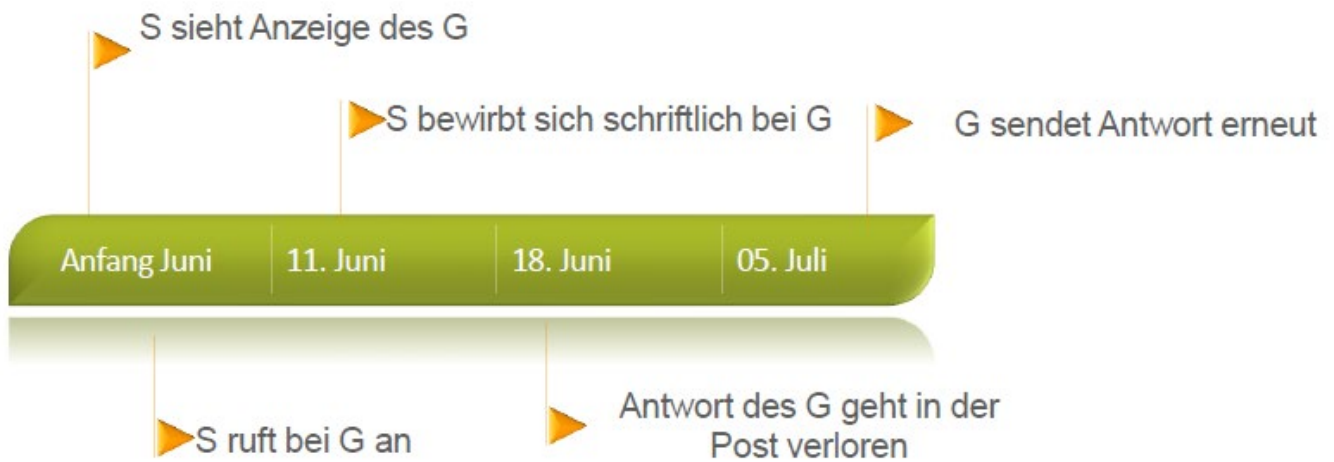 S sieht Anzeige des G
S bewirbt sich schriftlich bei G
G sendet Antwort erneut
Anfang Juni
11. Juni
18. Juni
05. Juli
S ruft bei G an
Antwort des G geht in der
Post verloren